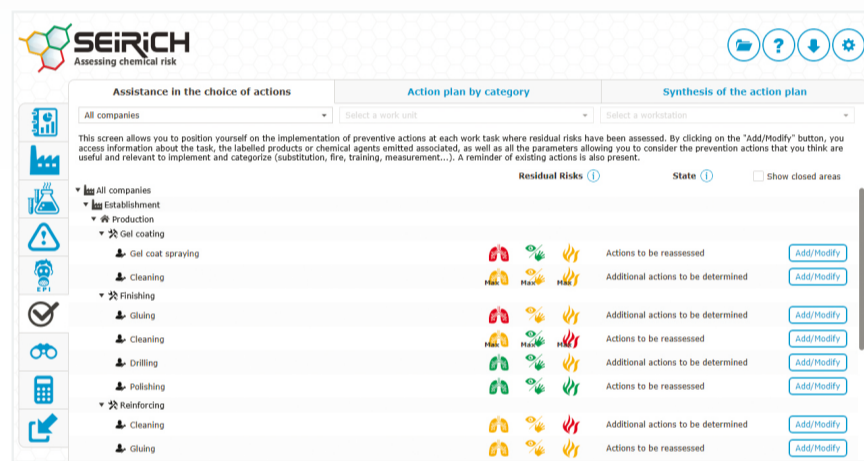 SEIRICH
Assessing chemical risk
?
Assistance in the choice of actions
Action plan by category
Synthesis of the action plan
All companies
Select a work unit
Select a workstation
This screen allows you to position yourself on the implementation of preventive actions at each work task where residual risks have been assessed. By clicking on the "Add/Modify" button, you
access information about the task, the labelled products or chemical agents emitted associated, as well as all the parameters allowing you to consider the prevention actions that you think are
useful and relevant to implement and categorize (substitution, fire, training, measurement...). A reminder of existing actions is also present.
Residual Risks i State i Show closed areas
All companies
Establishment
Production
Gel coating
Gel coat spraying Actions to be reassessed Add/Modify
Cleaning Max Max Max Additional actions to be determined Add/Modify
Finishing
Gluing Additional actions to be determined Add/Modify
Cleaning Max Max Max Actions to be reassessed Add/Modify
Drilling Additional actions to be determined Add/Modify
Polishing Actions to be reassessed Add/Modify
Reinforcing
Cleaning Additional actions to be determined Add/Modify
Gluing Actions to be reassessed Add/Modify
EPI